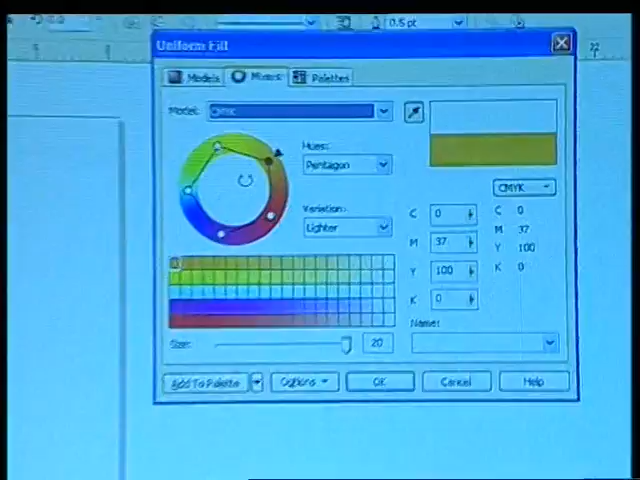 0.5 pt
Uniform Fill
Models Mixers Palettes
Model: CMYK
Hues:
Pentagon
CMYK
Variation:
Lighter
C 0 C 0
M 37 M 37
Y 100 Y 100
K 0 K 0
Name:
Size: 20
Add To Palette Options OK Cancel Help